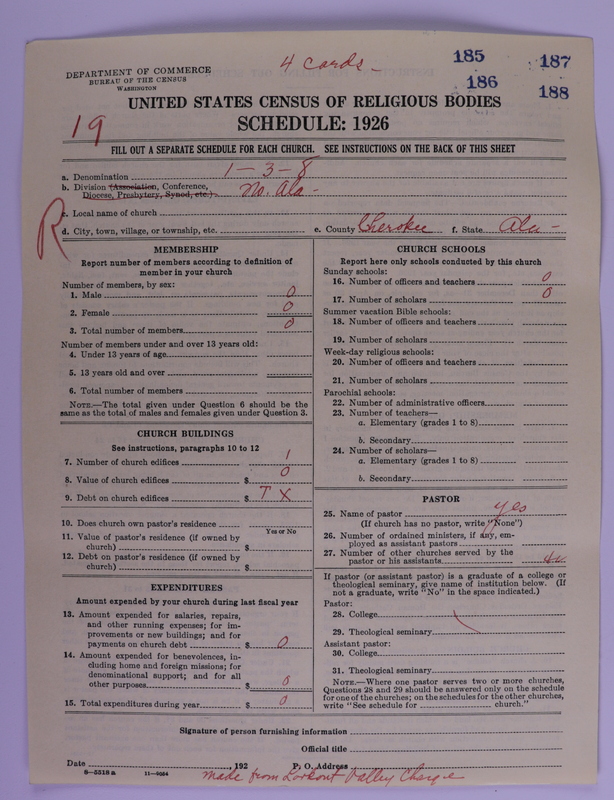 4 cards -
185 187
186 188
DEPARTMENT OF COMMERCE
BUREAU OF THE CENSUS
WASHINGTON
UNITED STATES CENSUS OF RELIGIOUS BODIES
19
SCHEDULE: 1926
FILL OUT A SEPARATE SCHEDULE FOR EACH CHURCH. SEE INSTRUCTIONS ON THE BACK OF THIS SHEET
a. Denomination 1-3-8
b. Division (Association, Conference, No. Ala -
Diocese, Presbytery, Synod, etc.)
c. Local name of church
R
d. City, town, village, or township, etc. e. County Cherokee f. State Ala -
MEMBERSHIP
Report number of members according to definition of
member in your church
Number of members, by sex:
1. Male 0
2. Female 0
3. Total number of members 0
Number of members under and over 13 years old:
4. Under 13 years of age
5. 13 years old and over
6. Total number of members
NOTE.—The total given under Question 6 should be the
same as the total of males and females given under Question 3.
CHURCH BUILDINGS
See instructions, paragraphs 10 to 12
7. Number of church edifices 1
8. Value of church edifices $ 0
9. Debt on church edifices $ T X
10. Does church own pastor's residence
Yes or No
11. Value of pastor's residence (if owned by
church) $
12. Debt on pastor's residence (if owned by
church) $
EXPENDITURES
Amount expended by your church during last fiscal year
13. Amount expended for salaries, repairs,
and other running expenses; for im-
provements or new buildings; and for
payments on church debt $ 0
14. Amount expended for benevolences, in-
cluding home and foreign missions; for
denominational support; and for all
other purposes $ 0
15. Total expenditures during year $ 0
CHURCH SCHOOLS
Report here only schools conducted by this church
Sunday schools:
16. Number of officers and teachers 0
17. Number of scholars 0
Summer vacation Bible schools:
18. Number of officers and teachers
19. Number of scholars
Week-day religious schools:
20. Number of officers and teachers
21. Number of scholars
Parochial schools:
22. Number of administrative officers
23. Number of teachers—
a. Elementary (grades 1 to 8)
b. Secondary
24. Number of scholars—
a. Elementary (grades 1 to 8)
b. Secondary
PASTOR
25. Name of pastor yes
(If church has no pastor, write "None")
26. Number of ordained ministers, if any, em-
ployed as assistant pastors
27. Number of other churches served by the
pastor or his assistants
If pastor (or assistant pastor) is a graduate of a college or
theological seminary, give name of institution below. (If
not a graduate, write "No" in the space indicated.)
Pastor:
28. College
29. Theological seminary
Assistant pastor:
30. College
31. Theological seminary
NOTE.—Where one pastor serves two or more churches,
Questions 28 and 29 should be answered only on the schedule
for one of the churches; on the schedules for the other churches,
write "See schedule for church."
Signature of person furnishing information
Official title
Date , 192 P. O. Address
8—5518 a 11—9024
made from Lookout Valley Charge